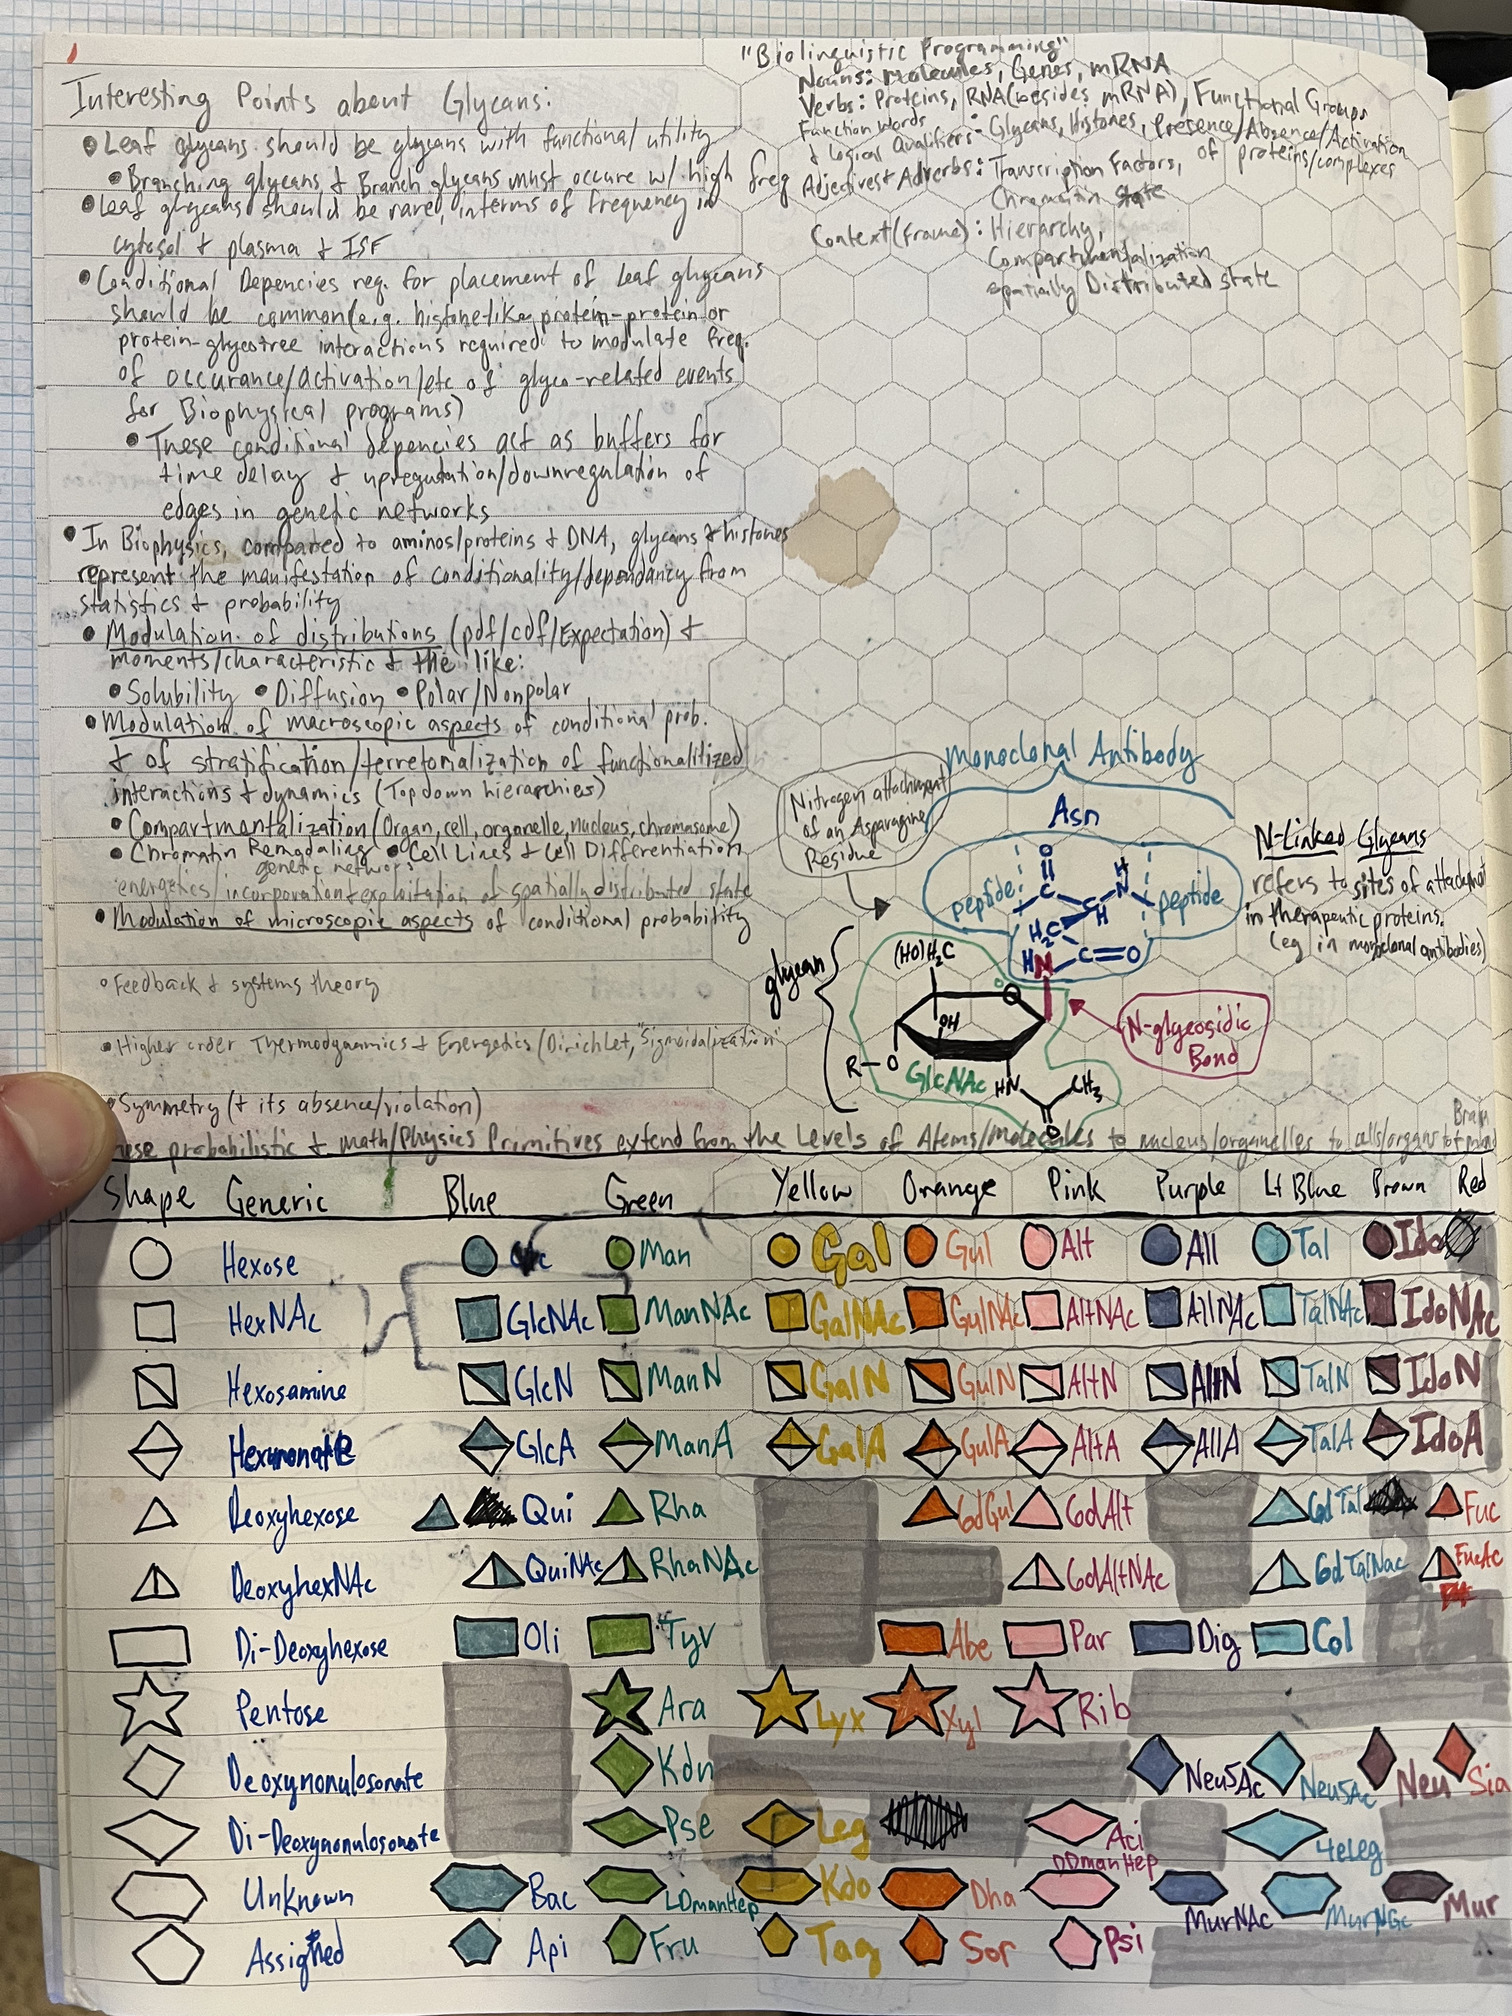 Interesting Points about Glycans:
• Leaf glycans should be glycans with functional utility
• Branching glycans & Branch glycans must occure w/ high freq
• Leaf glycans should be rare, interms of frequency in
cytosol & plasma & ISF
• Conditional Depencies req. for placement of leaf glycans
should be common (e.g. histone-like, protein-protein or
protein-glycotree interactions required to modulate freq.
of occurance/activation/etc of glyco-related events
for Biophysical programs)
• These conditional depencies act as buffers for
time delay & upregulation/downregulation of
edges in genetic networks
• In Biophysics, compared to aminos/proteins & DNA, glycans & histones
represent the manifestation of conditionality/dependancy from
statistics & probability
• Modulation of distributions (pdf/cdf/Expectation) &
moments/characteristic & the like:
• Solubility • Diffusion • Polar/Nonpolar
• Modulation of macroscopic aspects of conditional prob.
& of stratification/terretorialization of functionalitized
interactions & dynamics (Top down hierarchies)
• Compartmentalization (Organ, cell, organelle, nucleus, chromasome)
• Chromatin Remodaling • Cell Lines & Cell Differentiation
genetic network
energetics/incorporation & exploitation of spatially distributed state
• Modulation of microscopic aspects of conditional probability
• Feedback & systems theory
• Higher order Thermodynamics & Energetics (Dirichlet, "Sigmoidalization"
• Symmetry (& its absence/violation)
these probabilistic & math/Physics Primitives extend from the Levels of Atoms/molecules to nucleus/organelles to cells/organs to
Brain
"Biolinguistic Programming"
Nouns: Molecules, Genes, mRNA
Verbs: Proteins, RNA (besides mRNA), Functional Groups
Function Words
& Logical Qualifiers: Glycans, Histones, Presence/Absence/Activation
of proteins/complexes
Adjectives & Adverbs: Transcription Factors,
Chromatin State
Context (Frame): Hierarchy,
Compartmentalization
spatially Distributed state
Monoclonal Antibody
Nitrogen attachment
of an Asparagine
Residue
Asn
O
C
H
N
peptide
C
H
peptide
H2C
C=O
HN
N-Linked Glycans
refers to sites of attachment
in therapeutic proteins.
(eg in monoclonal antibodies)
glycan
(HO)H2C
O
OH
R-O
GlcNAc
HN
CH3
O
N-glycosidic
Bond
Shape Generic Blue Green Yellow Orange Pink Purple Lt Blue Brown Red
Hexose Glc Man Gal Gul Alt All Tal Ido
HexNAc GlcNAc ManNAc GalNAc GulNAc AltNAc AllNAc TalNAc IdoNAc
Hexosamine GlcN ManN GalN GulN AltN AltN TalN IdoN
Hexuronate GlcA ManA GalA GulA AltA AllA TalA IdoA
Deoxyhexose Qui Rha 6dGul 6dAlt 6dTal Fuc
DeoxyhexNAc QuiNAc RhaNAc 6dAltNAc 6dTalNac FucAc
Di-Deoxyhexose Oli Tyv Abe Par Dig Col
Pentose Ara Lyx Xyl Rib
Deoxynonulosonate Kdn Neu5Ac Neu5Ac Neu Sia
Di-Deoxynonulosonate Pse Leg Aci 4eLeg
Unknown Bac LDmanHep Kdo Dha DDmanHep MurNAc MurNGc Mur
Assigned Api Fru Tag Sor Psi